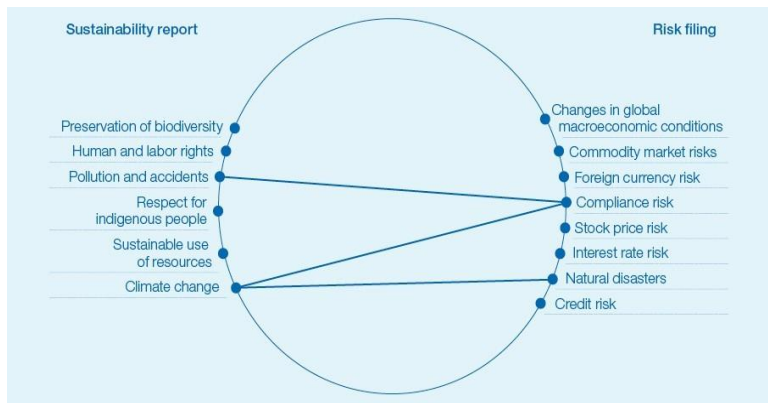 Sustainability report
Risk filing
Preservation of biodiversity
Human and labor rights
Pollution and accidents
Respect for
indigenous people
Sustainable use
of resources
Climate change
Changes in global
macroeconomic conditions
Commodity market risks
Foreign currency risk
Compliance risk
Stock price risk
Interest rate risk
Natural disasters
Credit risk